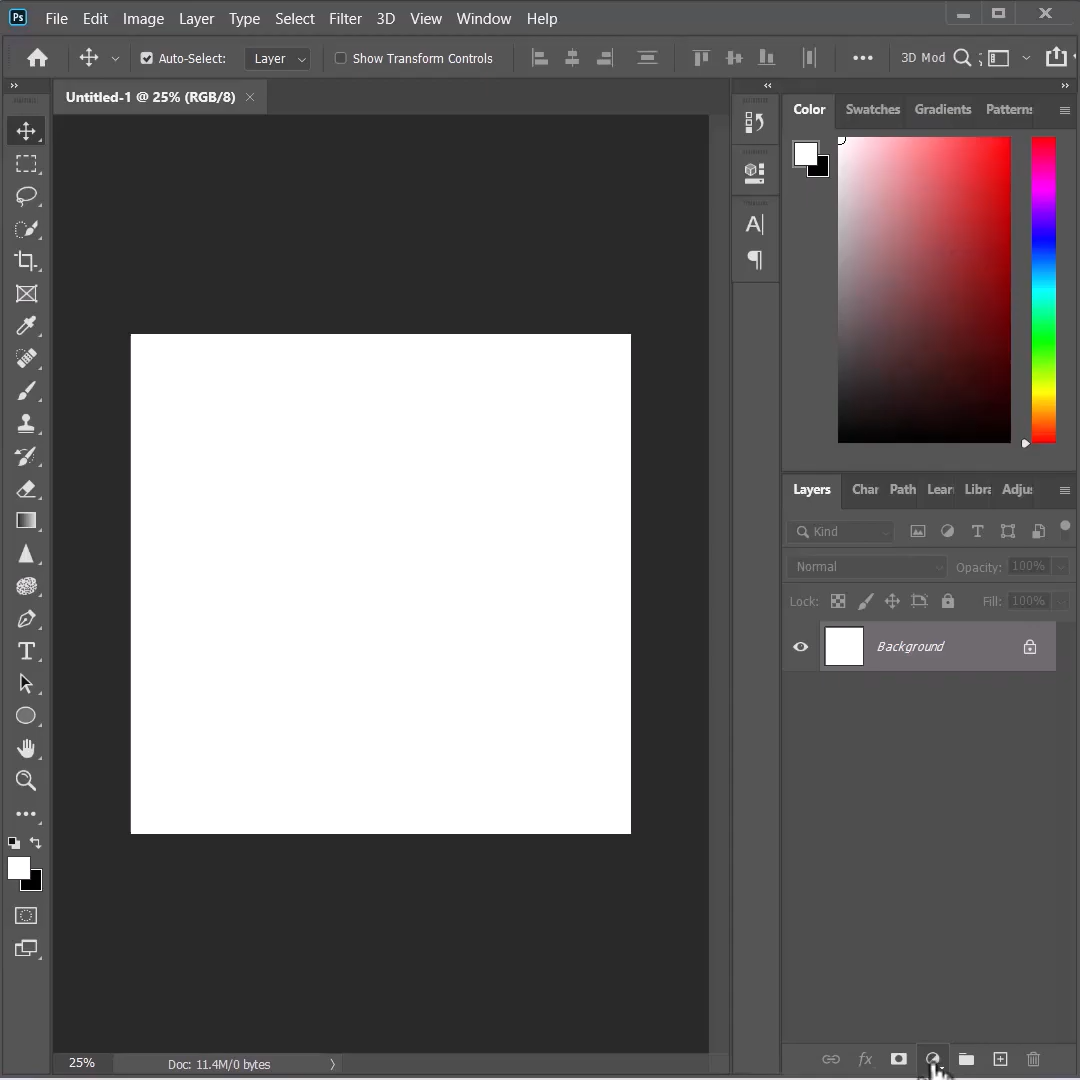 Ps File Edit Image Layer Type Select Filter 3D View Window Help
Auto-Select: Layer Show Transform Controls 3D Mod
Untitled-1 @ 25% (RGB/8)
Color Swatches Gradients Patterns
Layers Char Path Lear Libra Adjus
Kind
Normal Opacity: 100%
Lock: Fill: 100%
Background
fx
25% Doc: 11.4M/0 bytes